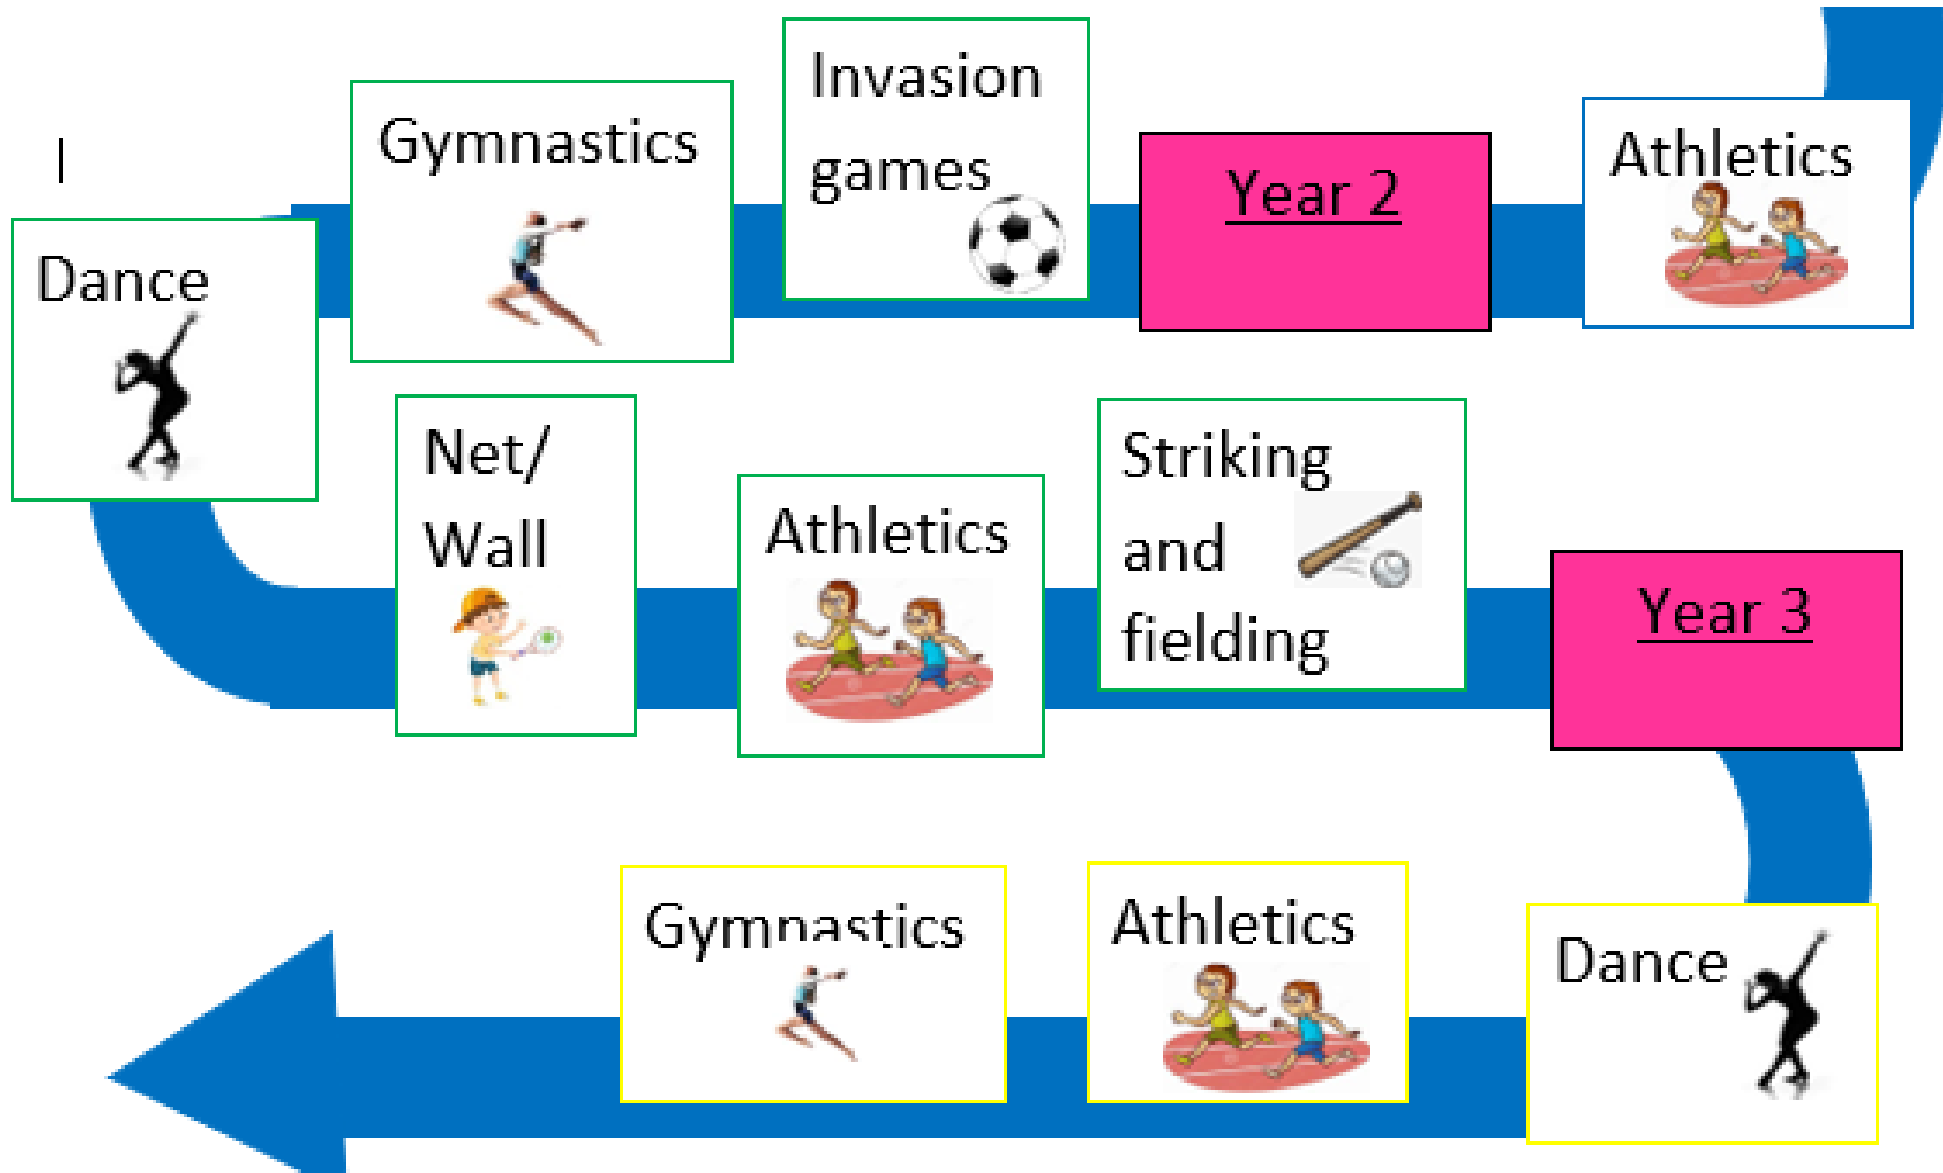 Invasion
games
Gymnastics
Year 2
Athletics
Dance
Net/
Wall
Athletics
Striking
and
fielding
Year 3
Gymnastics
Athletics
Dance